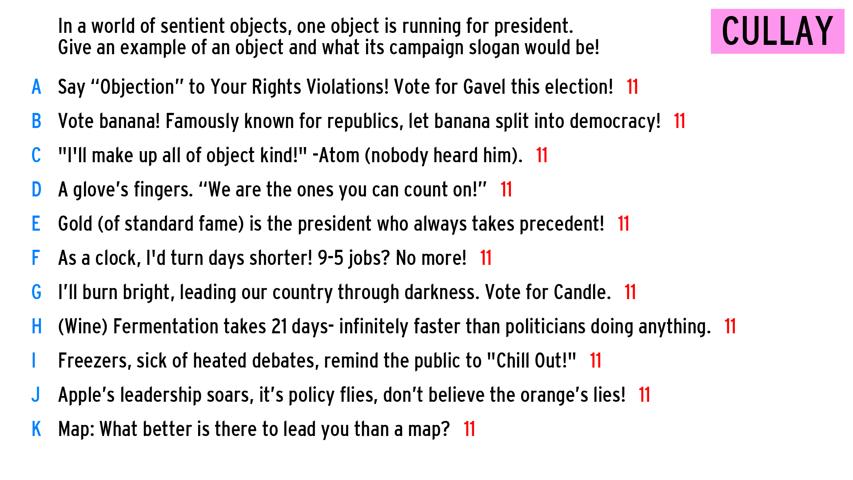 In a world of sentient objects, one object is running for president.
Give an example of an object and what its campaign slogan would be!
CULLAY
A Say “Objection” to Your Rights Violations! Vote for Gavel this election! 11
B Vote banana! Famously known for republics, let banana split into democracy! 11
C "I'll make up all of object kind!" -Atom (nobody heard him). 11
D A glove’s fingers. “We are the ones you can count on!” 11
E Gold (of standard fame) is the president who always takes precedent! 11
F As a clock, I'd turn days shorter! 9-5 jobs? No more! 11
G I’ll burn bright, leading our country through darkness. Vote for Candle. 11
H (Wine) Fermentation takes 21 days- infinitely faster than politicians doing anything. 11
I Freezers, sick of heated debates, remind the public to "Chill Out!" 11
J Apple’s leadership soars, it’s policy flies, don’t believe the orange’s lies! 11
K Map: What better is there to lead you than a map? 11